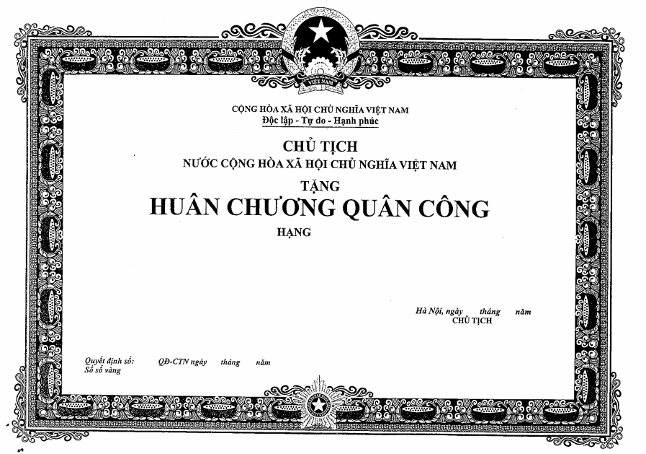 CỘNG HÒA XÃ HỘI CHỦ NGHĨA VIỆT NAM
Độc lập - Tự do - Hạnh phúc
CHỦ TỊCH
NƯỚC CỘNG HÒA XÃ HỘI CHỦ NGHĨA VIỆT NAM
TẶNG
HUÂN CHƯƠNG QUÂN CÔNG
HẠNG
Hà Nội, ngày tháng năm
CHỦ TỊCH
Quyết định số: QĐ-CTN ngày tháng năm
Số sổ vàng